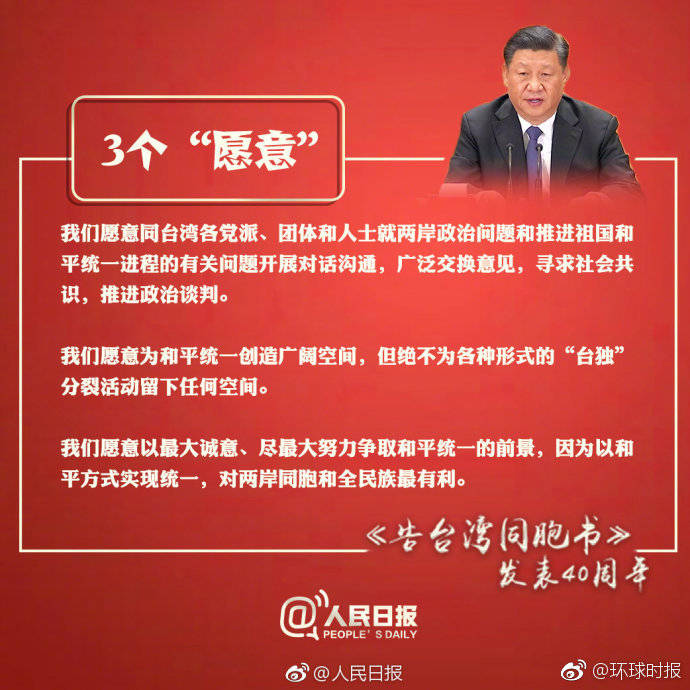 3个“愿意”
我们愿意同台湾各党派、团体和人士就两岸政治问题和推进祖国和
平统一进程的有关问题开展对话沟通，广泛交换意见，寻求社会共
识，推进政治谈判。
我们愿意为和平统一创造广阔空间，但绝不为各种形式的“台独”
分裂活动留下任何空间。
我们愿意以最大诚意、尽最大努力争取和平统一的前景，因为以和
平方式实现统一，对两岸同胞和全民族最有利。
《告台湾同胞书》
发表40周年
@人民日报
PEOPLE'S DAILY
@人民日报
@环球时报